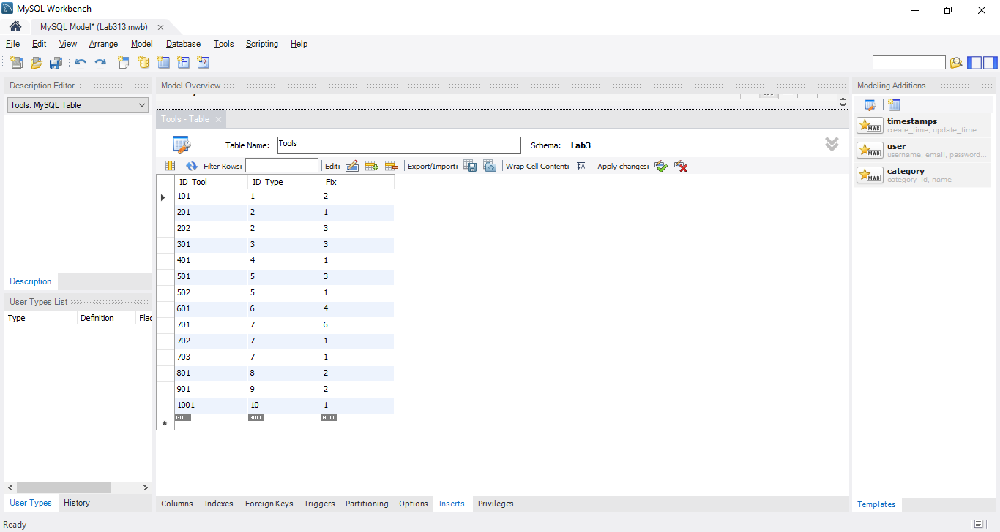 MySQL Workbench
MySQL Model* (Lab313.mwb)
File Edit View Arrange Model Database Tools Scripting Help
Description Editor
Tools: MySQL Table
Description
User Types List
Type Definition Flag
User Types History
Model Overview
Tools - Table
Table Name: Tools Schema: Lab3
Filter Rows: Edit: Export/Import: Wrap Cell Content: Apply changes:
ID_Tool ID_Type Fix
101 1 2
201 2 1
202 2 3
301 3 3
401 4 1
501 5 3
502 5 1
601 6 4
701 7 6
702 7 1
703 7 1
801 8 2
901 9 2
1001 10 1
NULL NULL NULL
Columns Indexes Foreign Keys Triggers Partitioning Options Inserts Privileges
Modeling Additions
MWB timestamps
create_time, update_time
MWB user
username, email, password...
MWB category
category_id, name
Templates
Ready